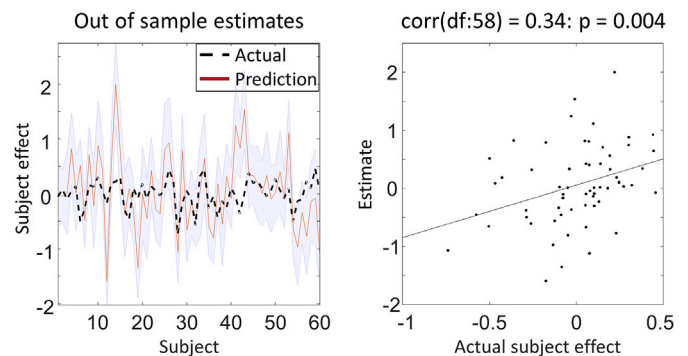 Out of sample estimates
Actual
Prediction
2
1
0
-1
-2
Subject effect
10 20 30 40 50 60
Subject
corr(df:58) = 0.34: p = 0.004
2
1
0
-1
-2
Estimate
-1 -0.5 0 0.5
Actual subject effect